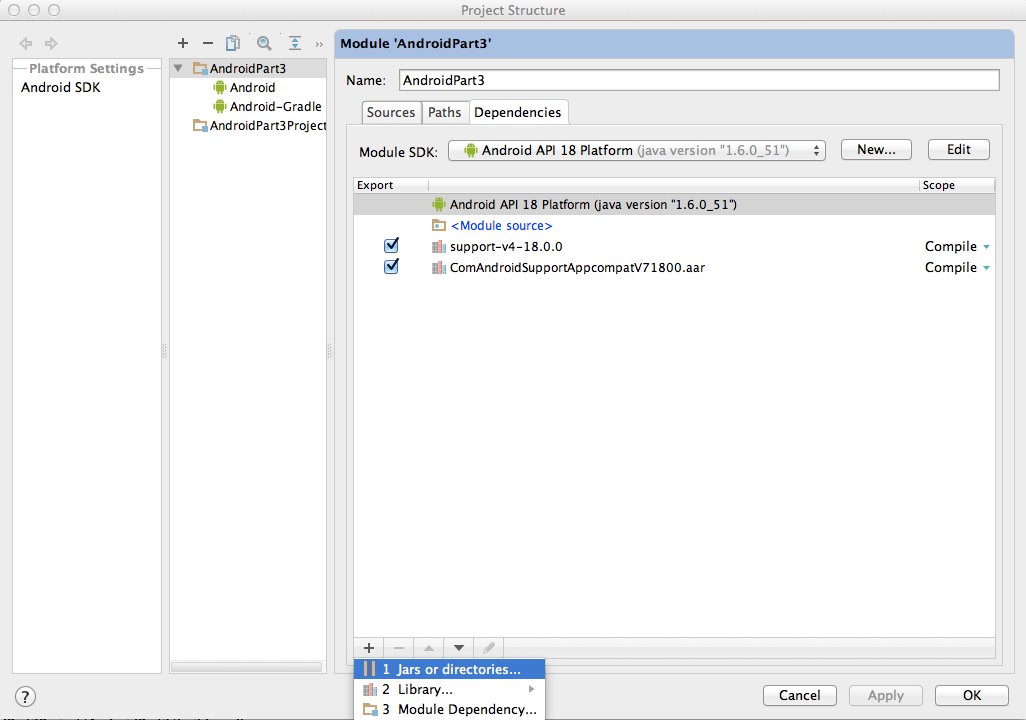 Project Structure
Platform Settings
Android SDK
»
AndroidPart3
Android
Android-Gradle
AndroidPart3Project
Module 'AndroidPart3'
Name: AndroidPart3
Sources Paths Dependencies
Module SDK: Android API 18 Platform (java version "1.6.0_51") New... Edit
Export Scope
Android API 18 Platform (java version "1.6.0_51")
<Module source>
support-v4-18.0.0 Compile
ComAndroidSupportAppcompatV71800.aar Compile
1 Jars or directories...
2 Library...
3 Module Dependency...
? Cancel Apply OK